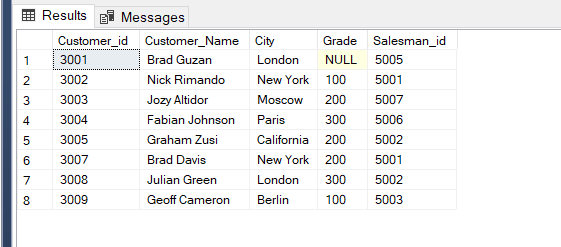 Results Messages
Customer_id Customer_Name City Grade Salesman_id
1 3001 Brad Guzan London NULL 5005
2 3002 Nick Rimando New York 100 5001
3 3003 Jozy Altidor Moscow 200 5007
4 3004 Fabian Johnson Paris 300 5006
5 3005 Graham Zusi California 200 5002
6 3007 Brad Davis New York 200 5001
7 3008 Julian Green London 300 5002
8 3009 Geoff Cameron Berlin 100 5003